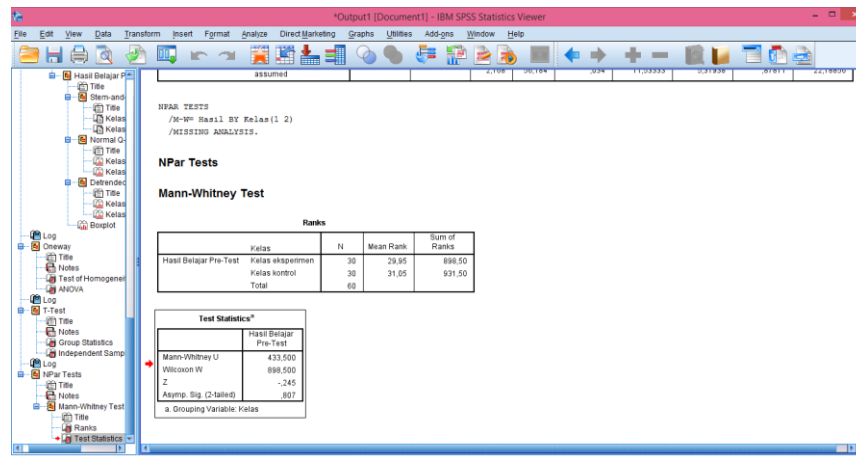 *Output1 [Document1] - IBM SPSS Statistics Viewer
File Edit View Data Transform Insert Format Analyze Direct Marketing Graphs Utilities Add-ons Window Help
Hasil Belajar P
Title
Stem-and
Title
Kelas
Kelas
Normal Q-
Title
Kelas
Kelas
Detrended
Title
Kelas
Kelas
Boxplot
Log
Oneway
Title
Notes
Test of Homogenei
ANOVA
Log
T-Test
Title
Notes
Group Statistics
Independent Samp
Log
NPar Tests
Title
Notes
Mann-Whitney Test
Title
Ranks
Test Statistics
assumed
NPAR TESTS
/M-W= Hasil BY Kelas(1 2)
/MISSING ANALYSIS.
NPar Tests
Mann-Whitney Test
Ranks
Kelas N Mean Rank Sum of Ranks
Hasil Belajar Pre-Test Kelas eksperimen 30 29,95 898,50
Kelas kontrol 30 31,05 931,50
Total 60
Test Statistics^a
Hasil Belajar
Pre-Test
Mann-Whitney U 433,500
Wilcoxon W 898,500
Z -,245
Asymp. Sig. (2-tailed) ,807
a. Grouping Variable: Kelas